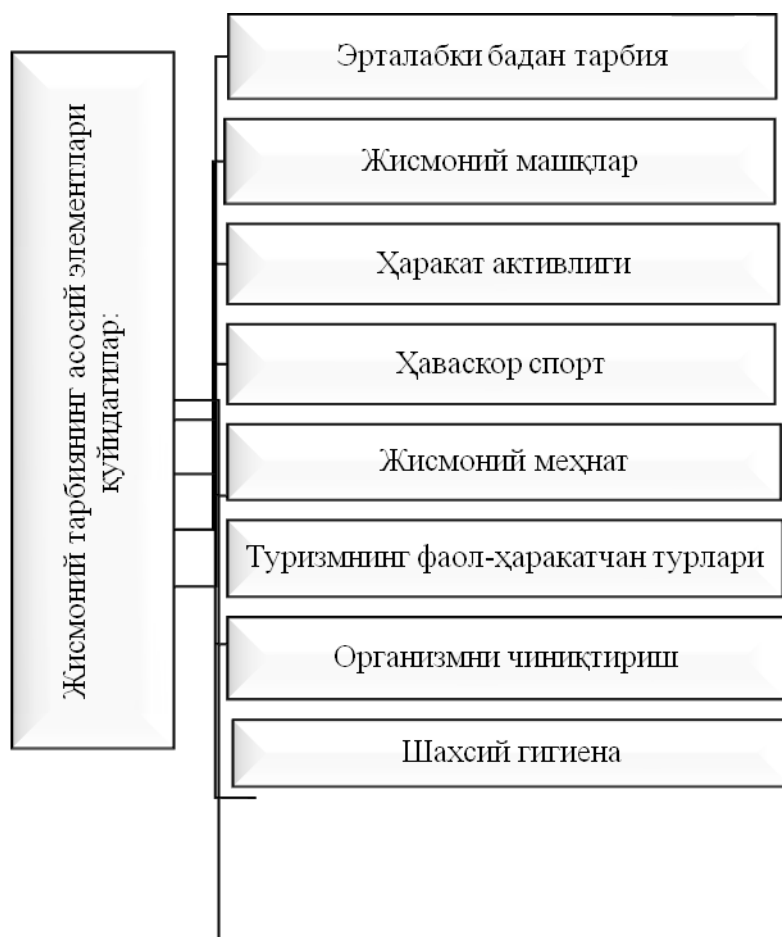 Жисмоний тарбиянинг асосий элементлари
қуйидагилар:
Эрталабки бадан тарбия
Жисмоний машқлар
Ҳаракат активлиги
Ҳаваскор спорт
Жисмоний меҳнат
Туризмнинг фаол-ҳаракатчан турлари
Организмни чиниқтириш
Шахсий гигиена